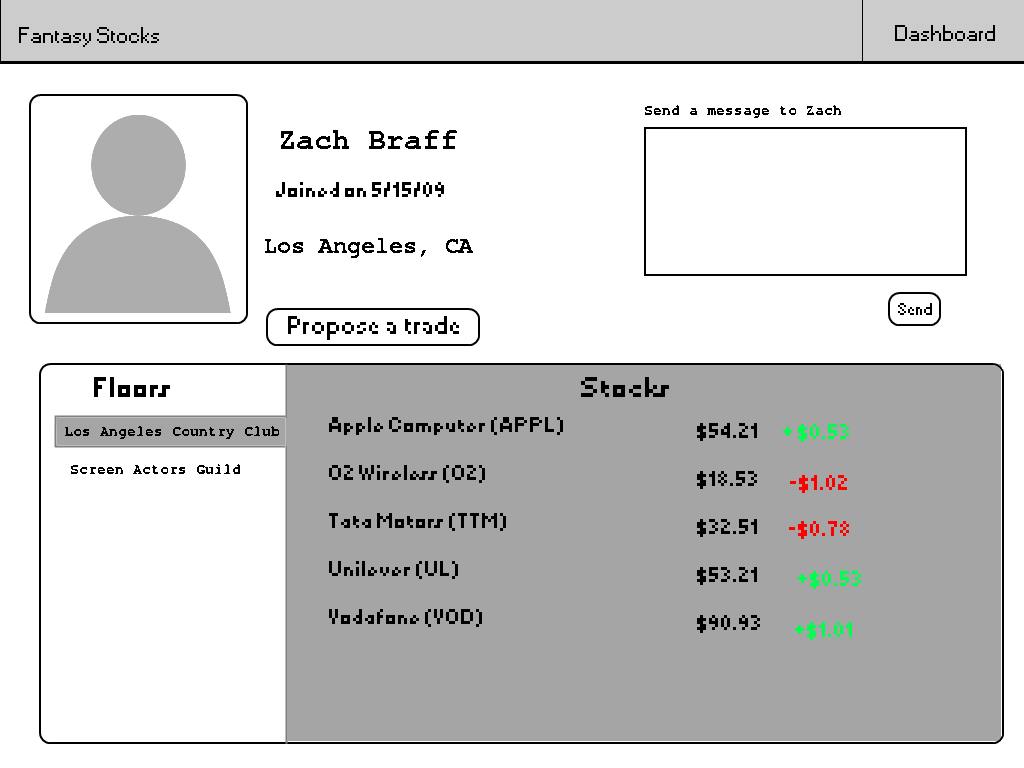 Fantasy Stocks
Dashboard
Zach Braff
Joined on 5/15/09
Los Angeles, CA
Propose a trade
Send a message to Zach
Send
Floors
Los Angeles Country Club
Screen Actors Guild
Stocks
Apple Computer (APPL) $54.21 +$0.53
O2 Wireless (O2) $18.53 -$1.02
Tata Motors (TTM) $32.51 -$0.78
Unilever (UL) $53.21 +$0.53
Vodafone (VOD) $90.93 +$1.01